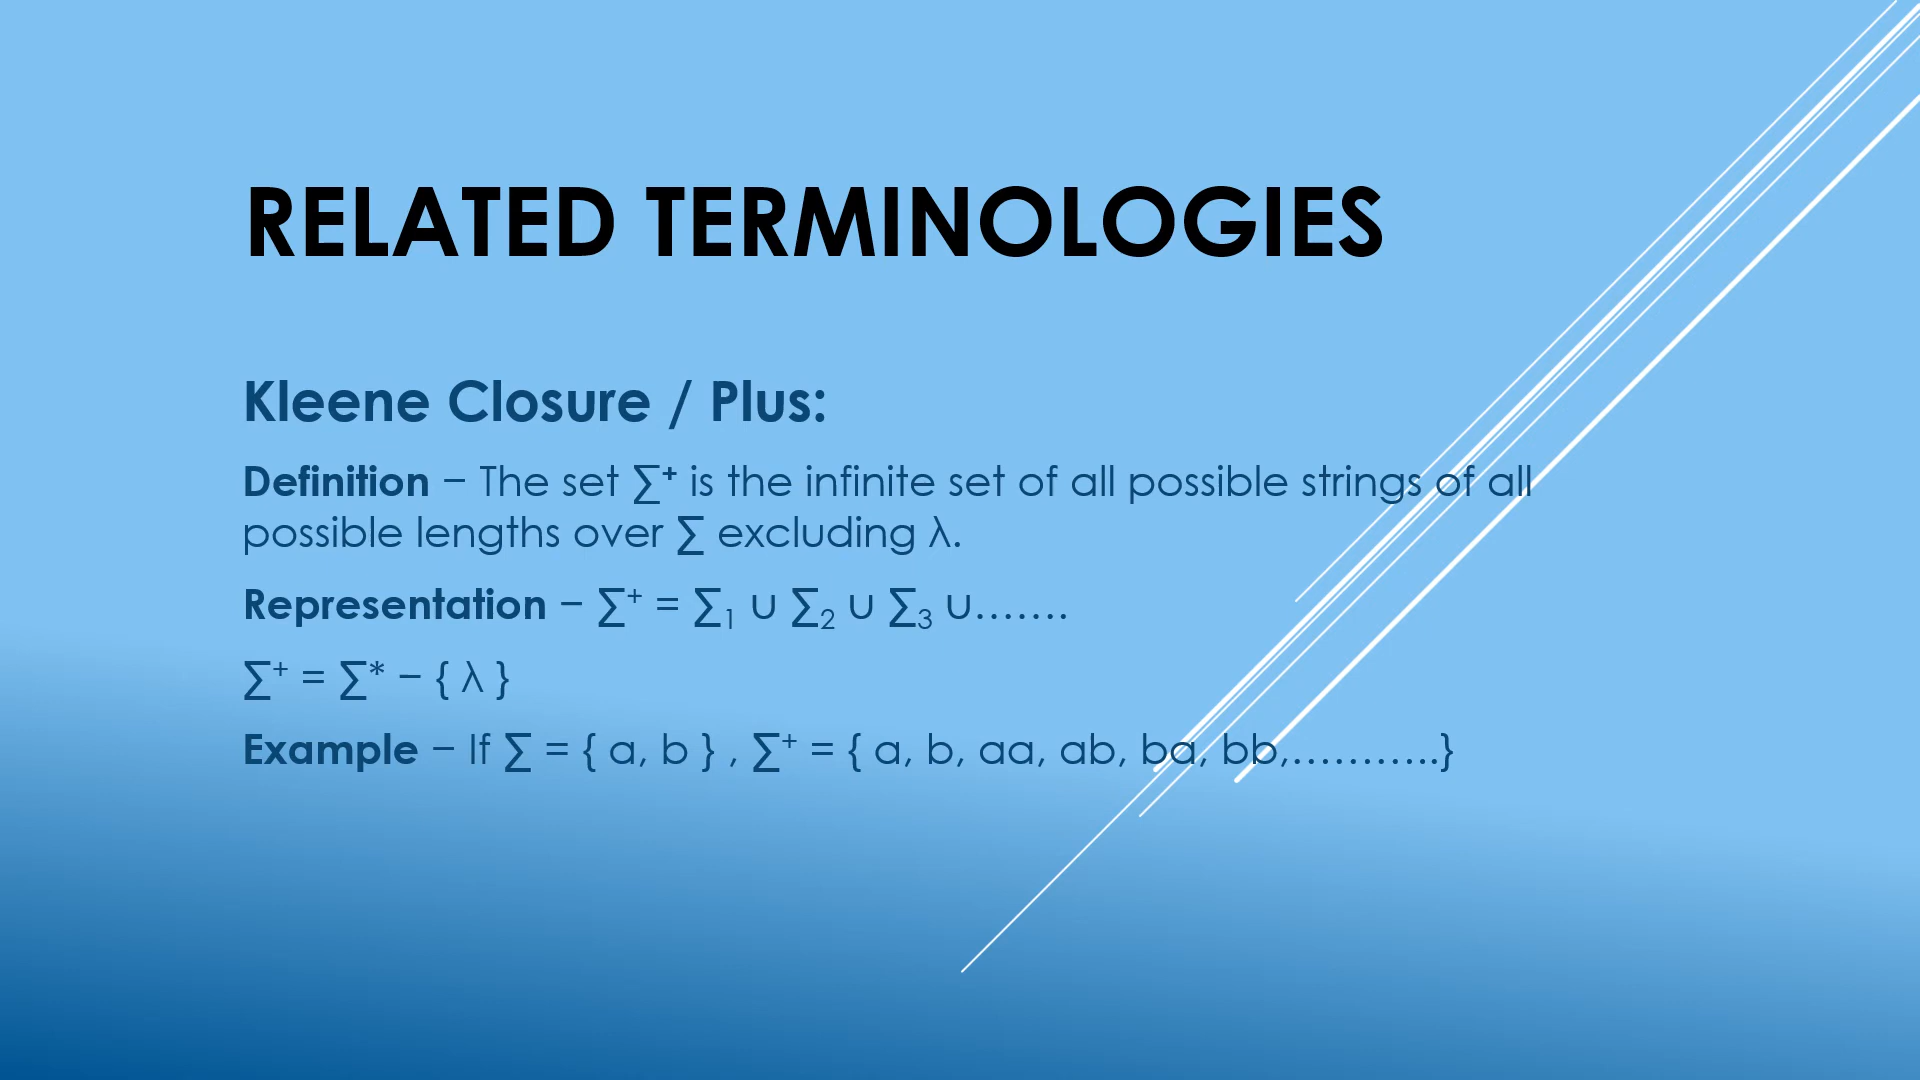 RELATED TERMINOLOGIES
Kleene Closure / Plus:
Definition − The set ∑⁺ is the infinite set of all possible strings of all
possible lengths over ∑ excluding λ.
Representation − ∑⁺ = ∑₁ ∪ ∑₂ ∪ ∑₃ ∪…….
∑⁺ = ∑* − { λ }
Example − If ∑ = { a, b } , ∑⁺ = { a, b, aa, ab, ba, bb,………..}